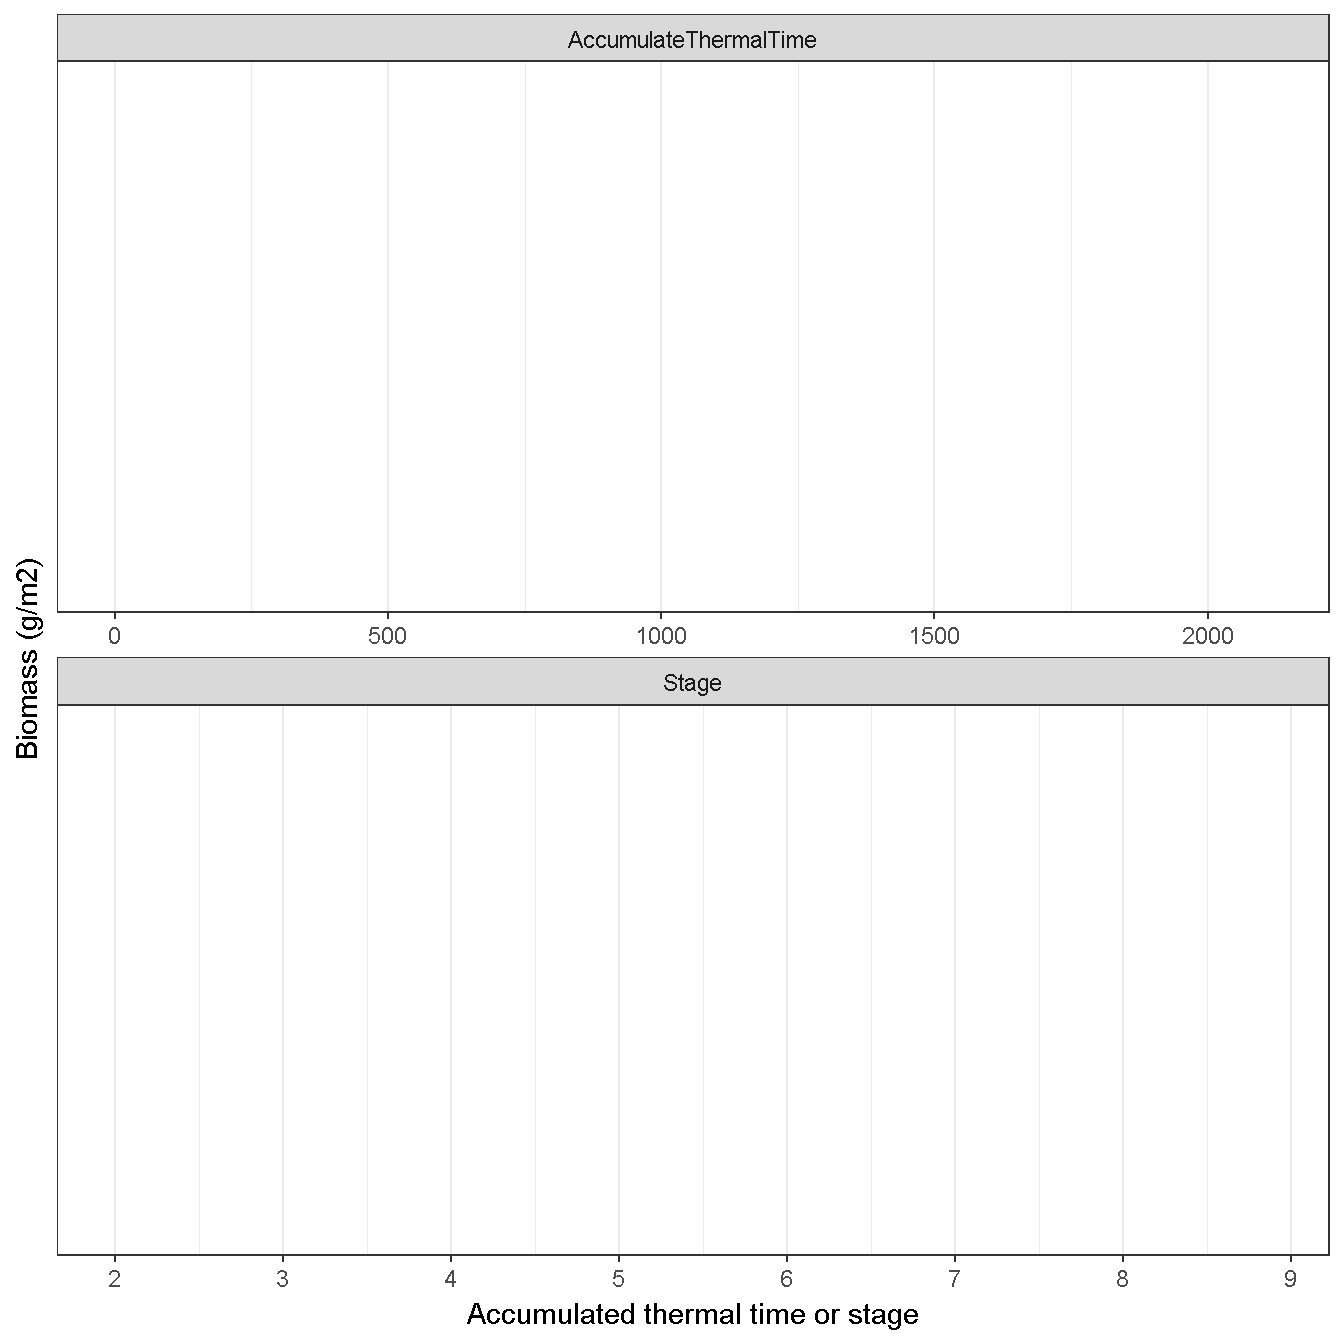 AccumulateThermalTime
0 500 1000 1500 2000
Biomass (g/m2)
Stage
2 3 4 5 6 7 8 9
Accumulated thermal time or stage